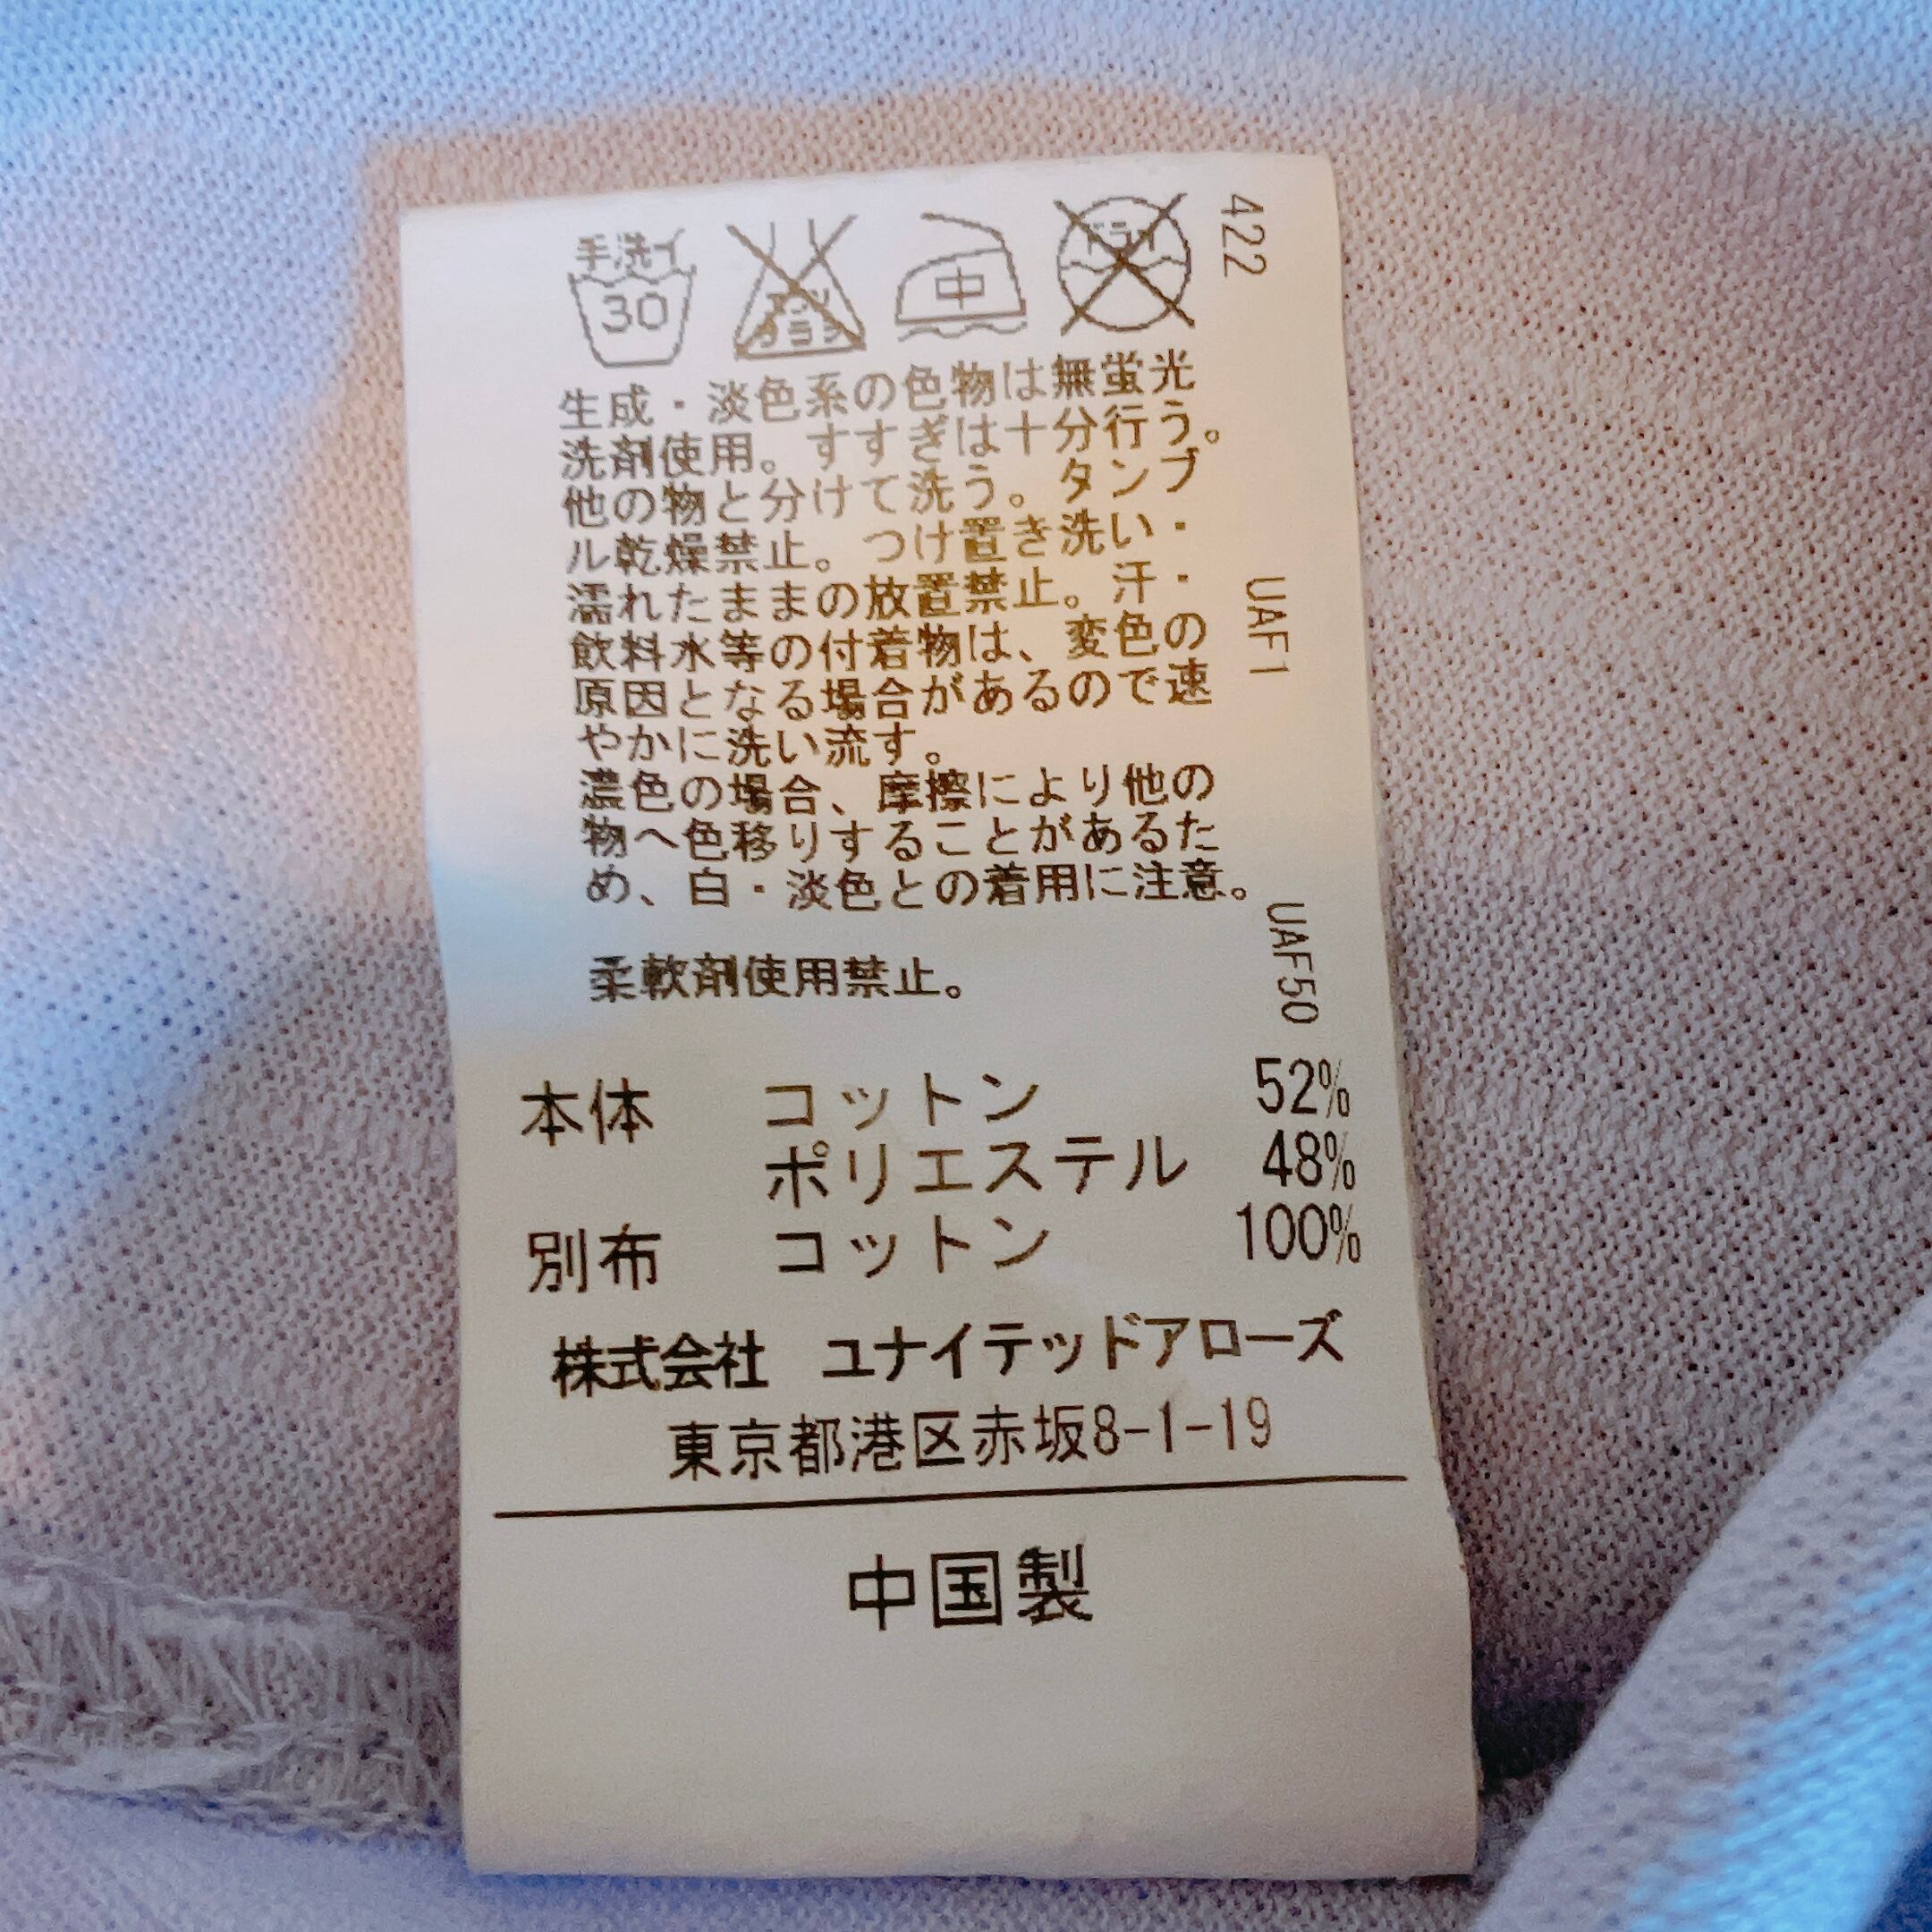 手洗イ
30
エンソ
サラシ
中
ドライ
422
生成・淡色系の色物は無蛍光
洗剤使用。すすぎは十分行う。
他の物と分けて洗う。タンブ
ル乾燥禁止。つけ置き洗い・
濡れたままの放置禁止。汗・
飲料水等の付着物は、変色の
原因となる場合があるので速
やかに洗い流す。
濃色の場合、摩擦により他の
物へ色移りすることがあるた
め、白・淡色との着用に注意。
UAF1
柔軟剤使用禁止。
UAF50
本体 コットン 52%
ポリエステル 48%
別布 コットン 100%
株式会社 ユナイテッドアローズ
東京都港区赤坂8-1-19
中国製